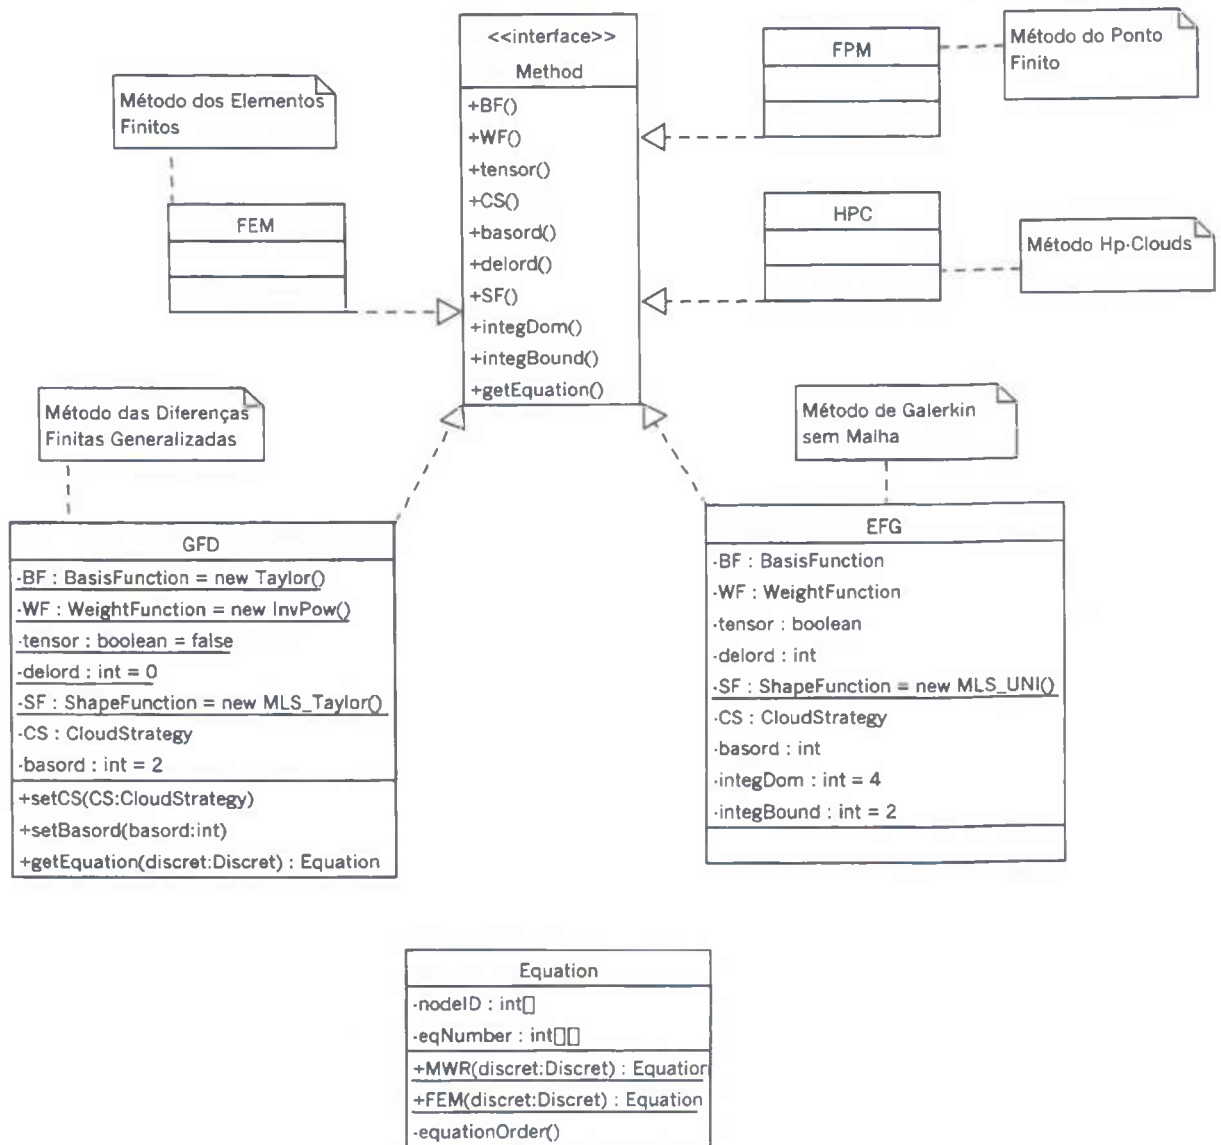 <<interface>>
Method
+BF()
+WF()
+tensor()
+CS()
+basord()
+delord()
+SF()
+integDom()
+integBound()
+getEquation()
FPM
Método do Ponto
Finito
Método dos Elementos
Finitos
FEM
HPC
Método Hp-Clouds
Método das Diferenças
Finitas Generalizadas
Método de Galerkin
sem Malha
GFD
-BF : BasisFunction = new Taylor()
-WF : WeightFunction = new InvPow()
-tensor : boolean = false
-delord : int = 0
-SF : ShapeFunction = new MLS_Taylor()
-CS : CloudStrategy
-basord : int = 2
+setCS(CS:CloudStrategy)
+setBasord(basord:int)
+getEquation(discret:Discret) : Equation
EFG
-BF : BasisFunction
-WF : WeightFunction
-tensor : boolean
-delord : int
-SF : ShapeFunction = new MLS_UNI()
-CS : CloudStrategy
-basord : int
-integDom : int = 4
-integBound : int = 2
Equation
-nodeID : int[]
-eqNumber : int[][]
+MWR(discret:Discret) : Equation
+FEM(discret:Discret) : Equation
-equationOrder()